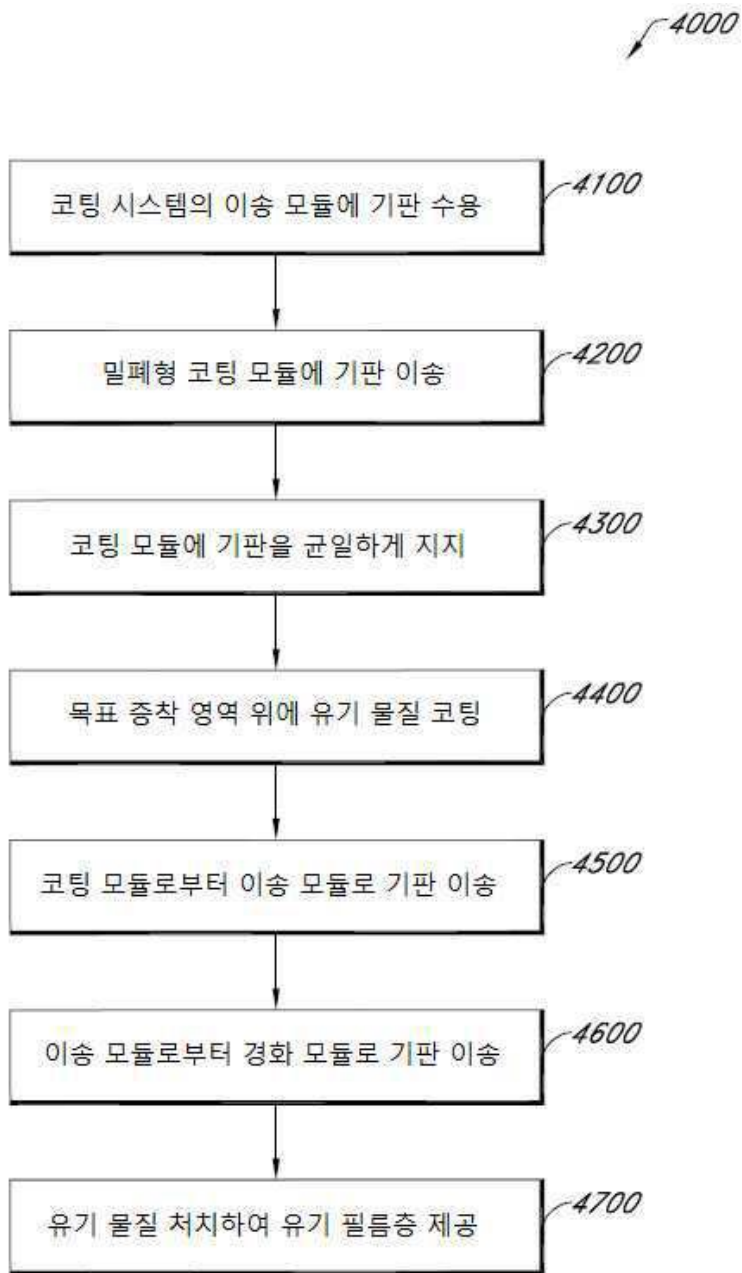 4000
코팅 시스템의 이송 모듈에 기판 수용
4100
밀폐형 코팅 모듈에 기판 이송
4200
코팅 모듈에 기판을 균일하게 지지
4300
목표 증착 영역 위에 유기 물질 코팅
4400
코팅 모듈로부터 이송 모듈로 기판 이송
4500
이송 모듈로부터 경화 모듈로 기판 이송
4600
유기 물질 처치하여 유기 필름층 제공
4700